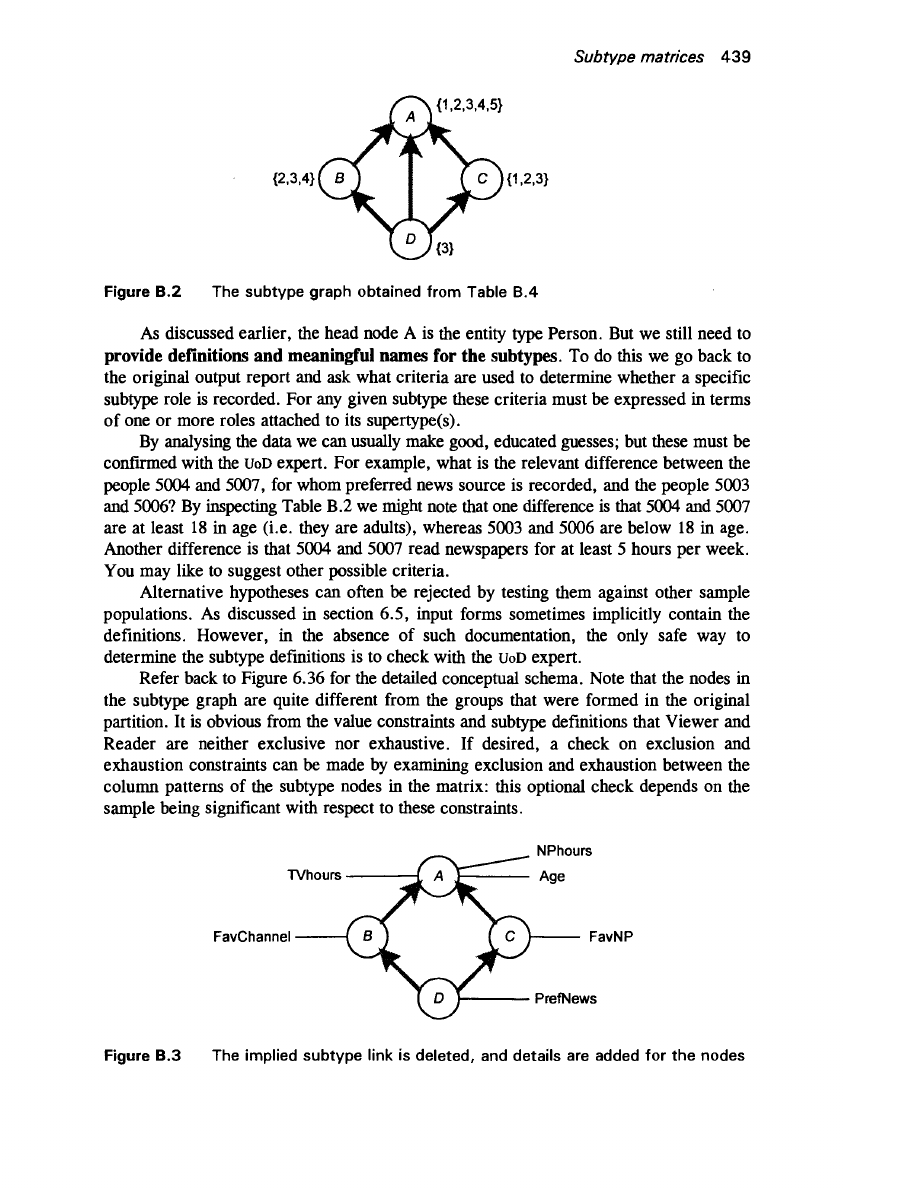 Subtype matrices 439
A {1,2,3,4,5}
{2,3,4} B C {1,2,3}
D {3}
Figure B.2 The subtype graph obtained from Table B.4
As discussed earlier, the head node A is the entity type Person. But we still need to
provide definitions and meaningful names for the subtypes. To do this we go back to
the original output report and ask what criteria are used to determine whether a specific
subtype role is recorded. For any given subtype these criteria must be expressed in terms
of one or more roles attached to its supertype(s).
By analysing the data we can usually make good, educated guesses; but these must be
confirmed with the UoD expert. For example, what is the relevant difference between the
people 5004 and 5007, for whom preferred news source is recorded, and the people 5003
and 5006? By inspecting Table B.2 we might note that one difference is that 5004 and 5007
are at least 18 in age (i.e. they are adults), whereas 5003 and 5006 are below 18 in age.
Another difference is that 5004 and 5007 read newspapers for at least 5 hours per week.
You may like to suggest other possible criteria.
Alternative hypotheses can often be rejected by testing them against other sample
populations. As discussed in section 6.5, input forms sometimes implicitly contain the
definitions. However, in the absence of such documentation, the only safe way to
determine the subtype definitions is to check with the UoD expert.
Refer back to Figure 6.36 for the detailed conceptual schema. Note that the nodes in
the subtype graph are quite different from the groups that were formed in the original
partition. It is obvious from the value constraints and subtype definitions that Viewer and
Reader are neither exclusive nor exhaustive. If desired, a check on exclusion and
exhaustion constraints can be made by examining exclusion and exhaustion between the
column patterns of the subtype nodes in the matrix: this optional check depends on the
sample being significant with respect to these constraints.
NPhours
TVhours A Age
FavChannel B C FavNP
D PrefNews
Figure B.3 The implied subtype link is deleted, and details are added for the nodes